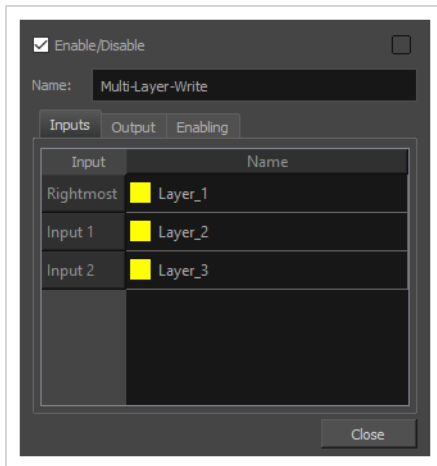 Enable/Disable
Name: Multi-Layer-Write
Inputs Output Enabling
Input Name
Rightmost Layer_1
Input 1 Layer_2
Input 2 Layer_3
Close